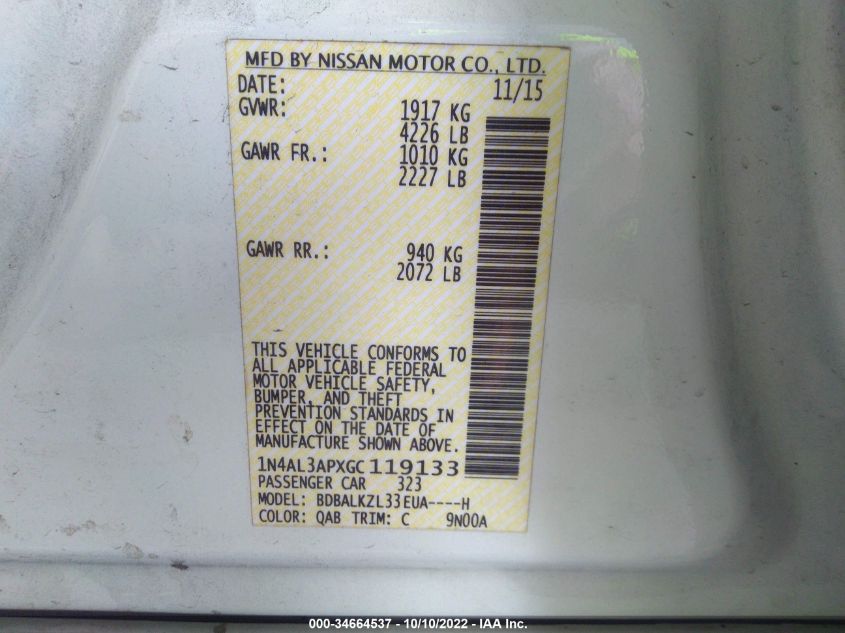 MFD BY NISSAN MOTOR CO., LTD.
DATE: 11/15
GVWR: 1917 KG
4226 LB
GAWR FR.: 1010 KG
2227 LB
GAWR RR.: 940 KG
2072 LB
THIS VEHICLE CONFORMS TO
ALL APPLICABLE FEDERAL
MOTOR VEHICLE SAFETY,
BUMPER, AND THEFT
PREVENTION STANDARDS IN
EFFECT ON THE DATE OF
MANUFACTURE SHOWN ABOVE.
1N4AL3APXGC119133
PASSENGER CAR 323
MODEL: BDBALKZL33EUA----H
COLOR: QAB TRIM: C 9N00A
000-34664537 - 10/10/2022 - IAA Inc.